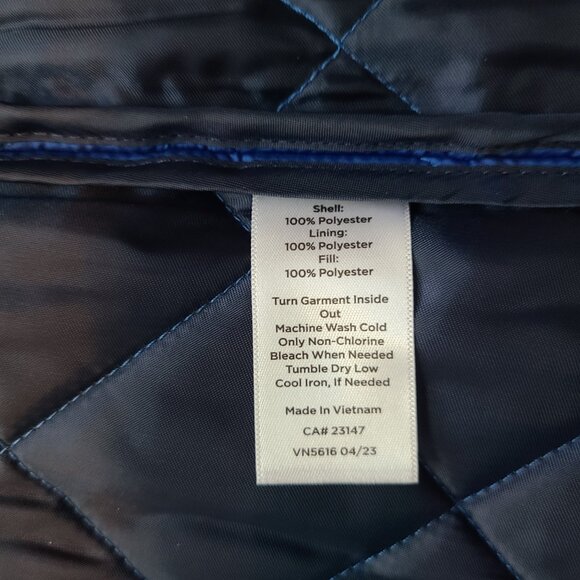 Shell:
100% Polyester
Lining:
100% Polyester
Fill:
100% Polyester
Turn Garment Inside
Out
Machine Wash Cold
Only Non-Chlorine
Bleach When Needed
Tumble Dry Low
Cool Iron, If Needed
Made in Vietnam
CA# 23147
VN5616 04/23